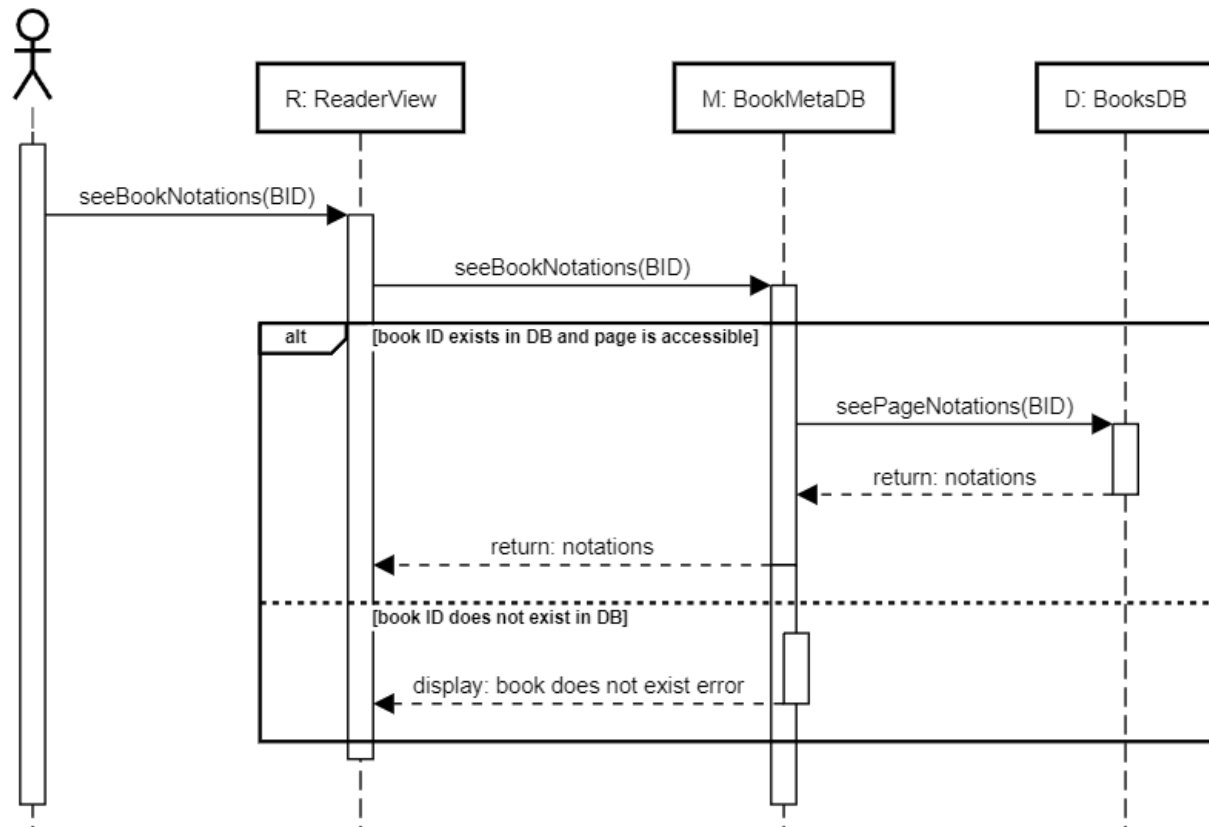 R: ReaderView
M: BookMetaDB
D: BooksDB
seeBookNotations(BID)
seeBookNotations(BID)
alt
[book ID exists in DB and page is accessible]
seePageNotations(BID)
return: notations
return: notations
[book ID does not exist in DB]
display: book does not exist error